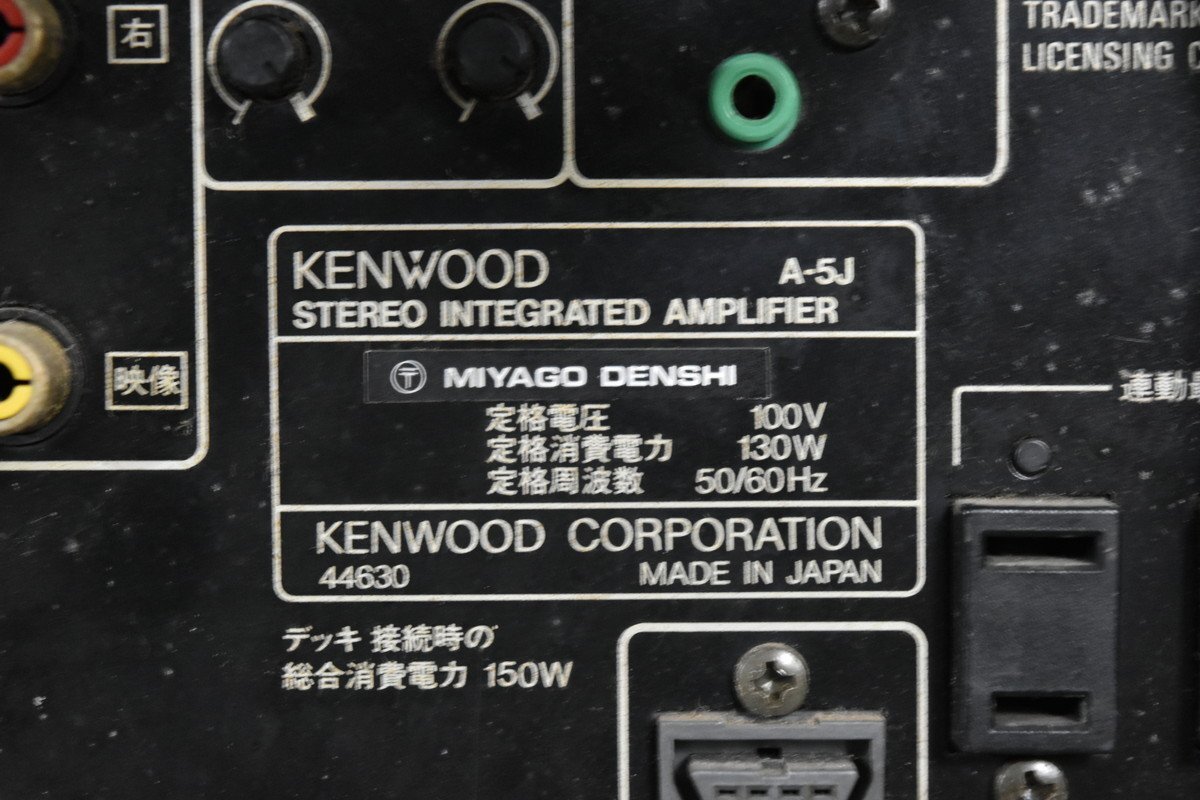 右
TRADEMARK
LICENSING
KENWOOD A-5J
STEREO INTEGRATED AMPLIFIER
〒 MIYAGO DENSHI
定格電圧 100V
定格消費電力 130W
定格周波数 50/60Hz
映像
連動
KENWOOD CORPORATION
44630 MADE IN JAPAN
デッキ 接続時の
総合消費電力 150W